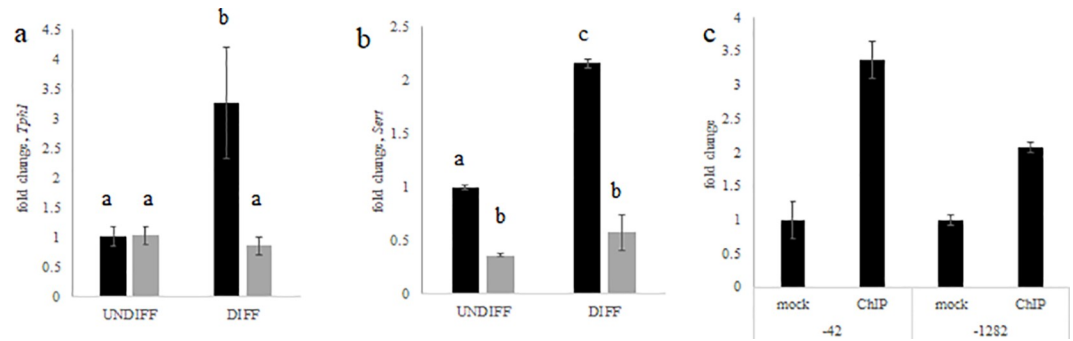 a
fold change, Tph1
4.5
4
3.5
3
2.5
2
1.5
1
0.5
0
a
a
b
a
UNDIFF
DIFF
b
fold change, Sert
2.5
2
1.5
1
0.5
0
a
b
c
b
UNDIFF
DIFF
c
fold change
4
3.5
3
2.5
2
1.5
1
0.5
0
mock
ChIP
mock
ChIP
-42
-1282